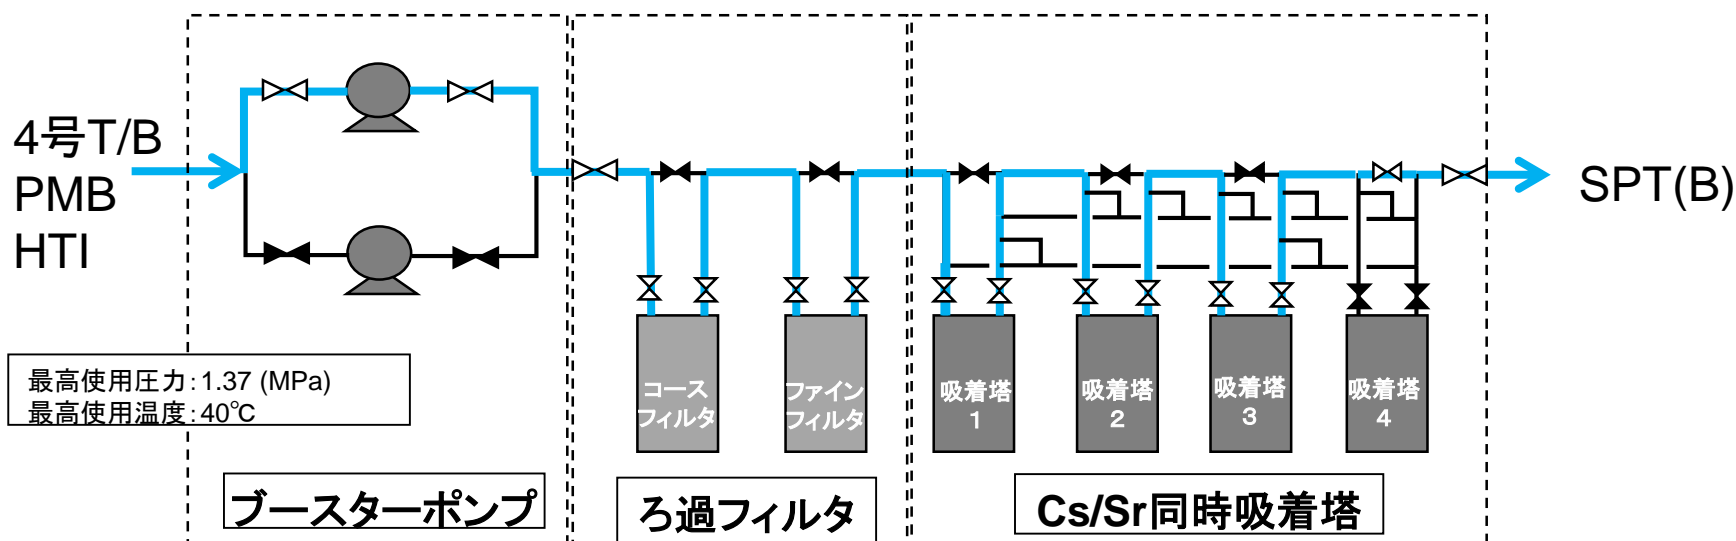 4号T/B
PMB
HTI
SPT(B)
最高使用圧力:1.37 (MPa)
最高使用温度:40℃
コース
フィルタ
ファイン
フィルタ
吸着塔
1
吸着塔
2
吸着塔
3
吸着塔
4
ブースターポンプ
ろ過フィルタ
Cs/Sr同時吸着塔